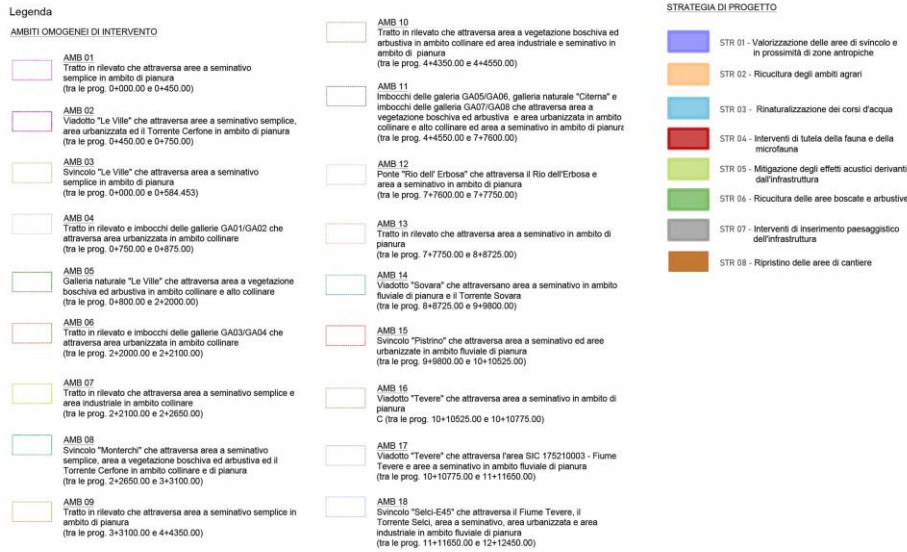 Legenda
AMBITI OMOGENEI DI INTERVENTO
AMB 01
Tratto in rilevato che attraversa area a seminativo
semplice in ambito di pianura
(tra le prog. 0+000.00 e 0+450.00)
AMB 02
Viadotto "Le Ville" che attraversa aree a seminativo semplice,
area urbanizzata ed il Torrente Cerfone in ambito di pianura
(tra le prog. 0+450.00 e 0+750.00)
AMB 03
Svincolo "Le Ville" che attraversa area a seminativo
semplice in ambito di pianura
(tra le prog. 0+000.00 e 0+584.453)
AMB 04
Tratto in rilevato e imbocchi delle gallerie GA01/GA02 che
attraversa area urbanizzata in ambito collinare
(tra le prog. 0+750.00 e 0+875.00)
AMB 05
Galleria naturale "Le Ville" che attraversa area a vegetazione
boschiva ed arbustiva in ambito collinare e alto collinare
(tra le prog. 0+800.00 e 2+2000.00)
AMB 06
Tratto in rilevato e imbocchi delle gallerie GA03/GA04 che
attraversa area urbanizzata in ambito collinare
(tra le prog. 2+2000.00 e 2+2100.00)
AMB 07
Tratto in rilevato che attraversa area a seminativo semplice e
area industriale in ambito collinare
(tra le prog. 2+2100.00 e 2+2650.00)
AMB 08
Svincolo "Monterchi" che attraversa area a seminativo
semplice, area a vegetazione boschiva ed arbustiva ed il
Torrente Cerfone in ambito collinare e di pianura
(tra le prog. 2+2650.00 e 3+3100.00)
AMB 09
Tratto in rilevato che attraversa area a seminativo semplice in
ambito di pianura
(tra le prog. 3+3100.00 e 4+4350.00)
AMB 10
Tratto in rilevato che attraversa area a vegetazione boschiva ed
arbustiva in ambito collinare ed area industriale e seminativo in
ambito di pianura
(tra le prog. 4+4350.00 e 4+4550.00)
AMB 11
Imbocchi delle galleria GA05/GA06, galleria naturale "Citerna" e
imbocchi delle galleria GA07/GA08 che attraversa area a
vegetazione boschiva ed arbustiva e area urbanizzata in ambito
collinare e alto collinare ed area a seminativo in ambito di pianura
(tra le prog. 4+4550.00 e 7+7600.00)
AMB 12
Ponte "Rio dell' Erbosa" che attraversa il Rio dell'Erbosa e
area a seminativo in ambito di pianura
(tra le prog. 7+7600.00 e 7+7750.00)
AMB 13
Tratto in rilevato che attraversa area a seminativo in ambito di
pianura
(tra le prog. 7+7750.00 e 8+8725.00)
AMB 14
Viadotto "Sovara" che attraversano area a seminativo in ambito
fluviale di pianura e il Torrente Sovara
(tra le prog. 8+8725.00 e 9+9800.00)
AMB 15
Svincolo "Pistrino" che attraversa area a seminativo ed aree
urbanizzate in ambito fluviale di pianura
(tra le prog. 9+9800.00 e 10+10525.00)
AMB 16
Viadotto "Tevere" che attraversa area a seminativo in ambito di
pianura
C (tra le prog. 10+10525.00 e 10+10775.00)
AMB 17
Viadotto "Tevere" che attraversa l'area SIC 175210003 - Fiume
Tevere e aree a seminativo in ambito fluviale di pianura
(tra le prog. 10+10775.00 e 11+11650.00)
AMB 18
Svincolo "Selci-E45" che attraversa il Fiume Tevere, il
Torrente Selci, area a seminativo, area urbanizzata e area
industriale in ambito fluviale di pianura
(tra le prog. 11+11650.00 e 12+12450.00)
STRATEGIA DI PROGETTO
STR 01 - Valorizzazione delle aree di svincolo e
in prossimità di zone antropiche
STR 02 - Ricucitura degli ambiti agrari
STR 03 - Rinaturalizzazione dei corsi d'acqua
STR 04 - Interventi di tutela della fauna e della
microfauna
STR 05 - Mitigazione degli effetti acustici derivanti
dall'infrastruttura
STR 06 - Ricucitura delle aree boscate e arbustive
STR 07 - Interventi di inserimento paesaggistico
dell'infrastruttura
STR 08 - Ripristino delle aree di cantiere